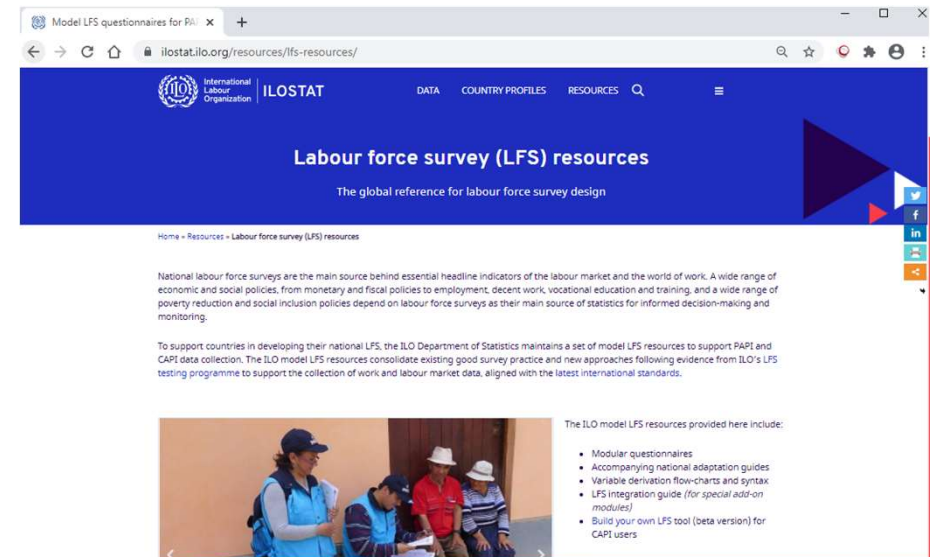 Model LFS questionnaires for PA
ilostat.ilo.org/resources/lfs-resources/
International
Labour
Organization
ILOSTAT
DATA COUNTRY PROFILES RESOURCES
Labour force survey (LFS) resources
The global reference for labour force survey design
Home » Resources » Labour force survey (LFS) resources
National labour force surveys are the main source behind essential headline indicators of the labour market and the world of work. A wide range of
economic and social policies, from monetary and fiscal policies to employment, decent work, vocational education and training, and a wide range of
poverty reduction and social inclusion policies depend on labour force surveys as their main source of statistics for informed decision-making and
monitoring.
To support countries in developing their national LFS, the ILO Department of Statistics maintains a set of model LFS resources to support PAPI and
CAPI data collection. The ILO model LFS resources consolidate existing good survey practice and new approaches following evidence from ILO's LFS
testing programme to support the collection of work and labour market data, aligned with the latest international standards.
The ILO model LFS resources provided here include:
• Modular questionnaires
• Accompanying national adaptation guides
• Variable derivation flow-charts and syntax
• LFS integration guide (for special add-on
modules)
• Build your own LFS tool (beta version) for
CAPI users